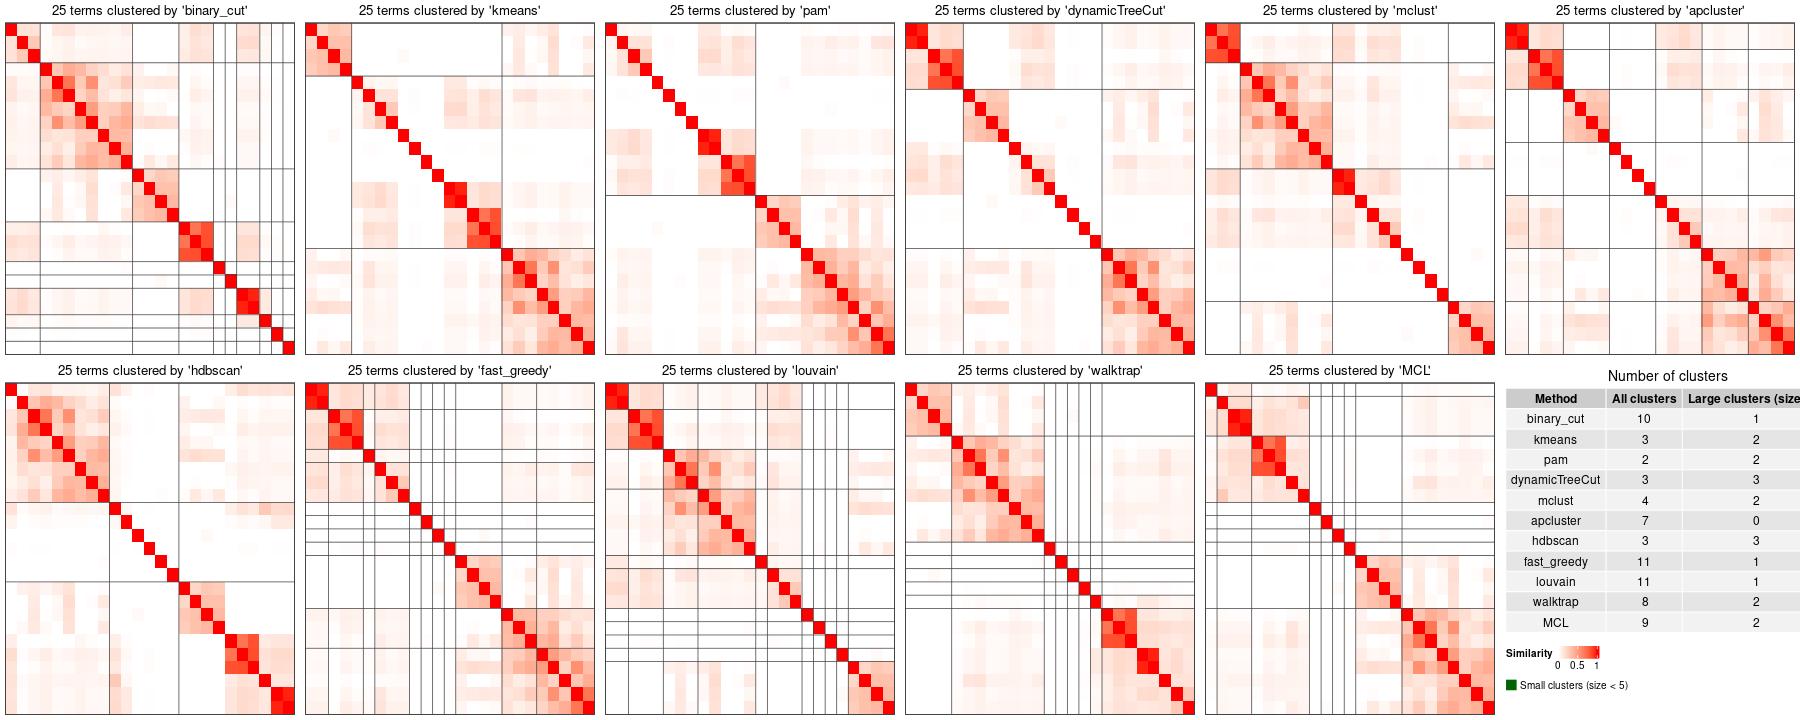 25 terms clustered by 'binary_cut'
25 terms clustered by 'kmeans'
25 terms clustered by 'pam'
25 terms clustered by 'dynamicTreeCut'
25 terms clustered by 'mclust'
25 terms clustered by 'apcluster'
25 terms clustered by 'hdbscan'
25 terms clustered by 'fast_greedy'
25 terms clustered by 'louvain'
25 terms clustered by 'walktrap'
25 terms clustered by 'MCL'
Number of clusters
Method All clusters Large clusters (size
binary_cut 10 1
kmeans 3 2
pam 2 2
dynamicTreeCut 3 3
mclust 4 2
apcluster 7 0
hdbscan 3 3
fast_greedy 11 1
louvain 11 1
walktrap 8 2
MCL 9 2
Similarity
0 0.5 1
Small clusters (size < 5)